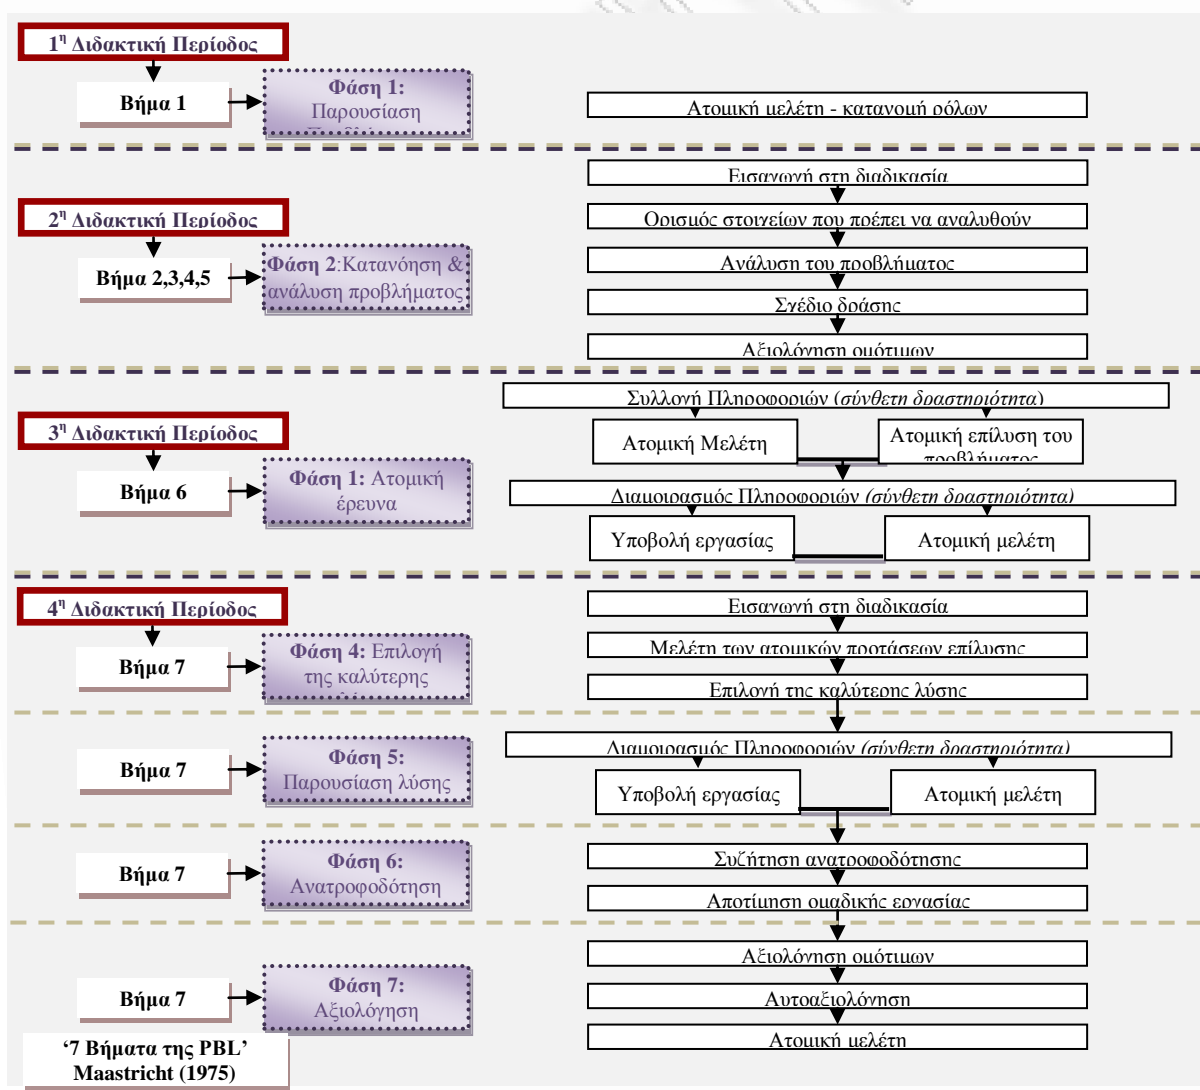 1η Διδακτική Περίοδος
Βήμα 1
Φάση 1:
Παρουσίαση
Ατομική μελέτη - κατανομή ρόλων
2η Διδακτική Περίοδος
Βήμα 2,3,4,5
Φάση 2:Κατανόηση &
ανάλυση προβλήματος
Εισαγωγή στη διαδικασία
Ορισμός στοιχείων που πρέπει να αναλυθούν
Ανάλυση του προβλήματος
Σχέδιο δράσης
Αξιολόγηση ομότιμων
3η Διδακτική Περίοδος
Βήμα 6
Φάση 1: Ατομική
έρευνα
Συλλογή Πληροφοριών (σύνθετη δραστηριότητα)
Ατομική Μελέτη
Ατομική επίλυση του
προβλήματος
Διαμοιρασμός Πληροφοριών (σύνθετη δραστηριότητα)
Υποβολή εργασίας
Ατομική μελέτη
4η Διδακτική Περίοδος
Βήμα 7
Φάση 4: Επιλογή
της καλύτερης
Εισαγωγή στη διαδικασία
Μελέτη των ατομικών προτάσεων επίλυσης
Επιλογή της καλύτερης λύσης
Βήμα 7
Φάση 5:
Παρουσίαση λύσης
Διαμοιρασμός Πληροφοριών (σύνθετη δραστηριότητα)
Υποβολή εργασίας
Ατομική μελέτη
Βήμα 7
Φάση 6:
Ανατροφοδότηση
Συζήτηση ανατροφοδότησης
Αποτίμηση ομαδικής εργασίας
Βήμα 7
Φάση 7:
Αξιολόγηση
Αξιολόγηση ομότιμων
Αυτοαξιολόγηση
Ατομική μελέτη
‘7 Βήματα της PBL’
Maastricht (1975)